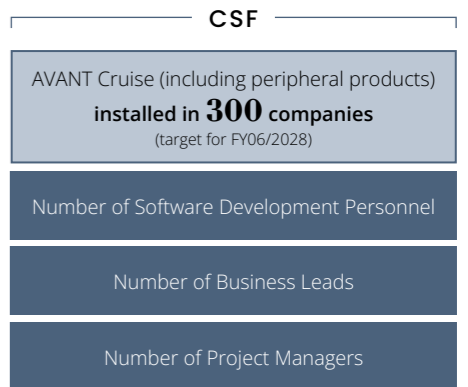 CSF
AVANT Cruise (including peripheral products)
installed in 300 companies
(target for FY06/2028)
Number of Software Development Personnel
Number of Business Leads
Number of Project Managers